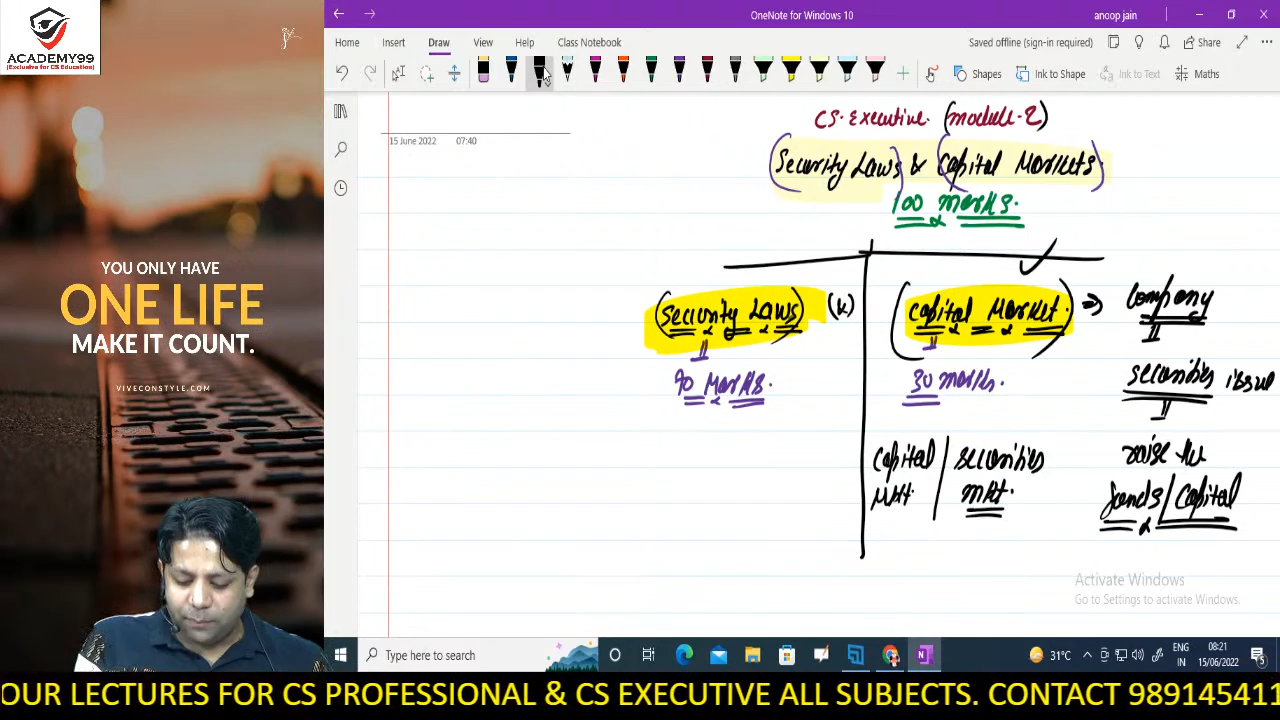 ACADEMY99
(Exclusive for CS Education)
YOU ONLY HAVE
ONE LIFE
MAKE IT COUNT.
VIVECONSTYLE.COM
OneNote for Windows 10
anoop jain
Home Insert Draw View Help Class Notebook
Saved offline (sign-in required)
Share
Shapes Ink to Shape Ink to Text Maths
15 June 2022 07:40
CS-Executive (Module-2)
(Security Laws) & (Capital Markets)
100 marks.
(Security Laws) (K) (Capital Market.) ⇒ Company
70 Marks. 30 marks. securities issue
Capital Mkt. | securities Mkt.
raise the
funds/Capital
Activate Windows
Go to Settings to activate Windows.
Type here to search
31°C
ENG
IN
08:21
15/06/2022
5
OUR LECTURES FOR CS PROFESSIONAL & CS EXECUTIVE ALL SUBJECTS. CONTACT 989145411